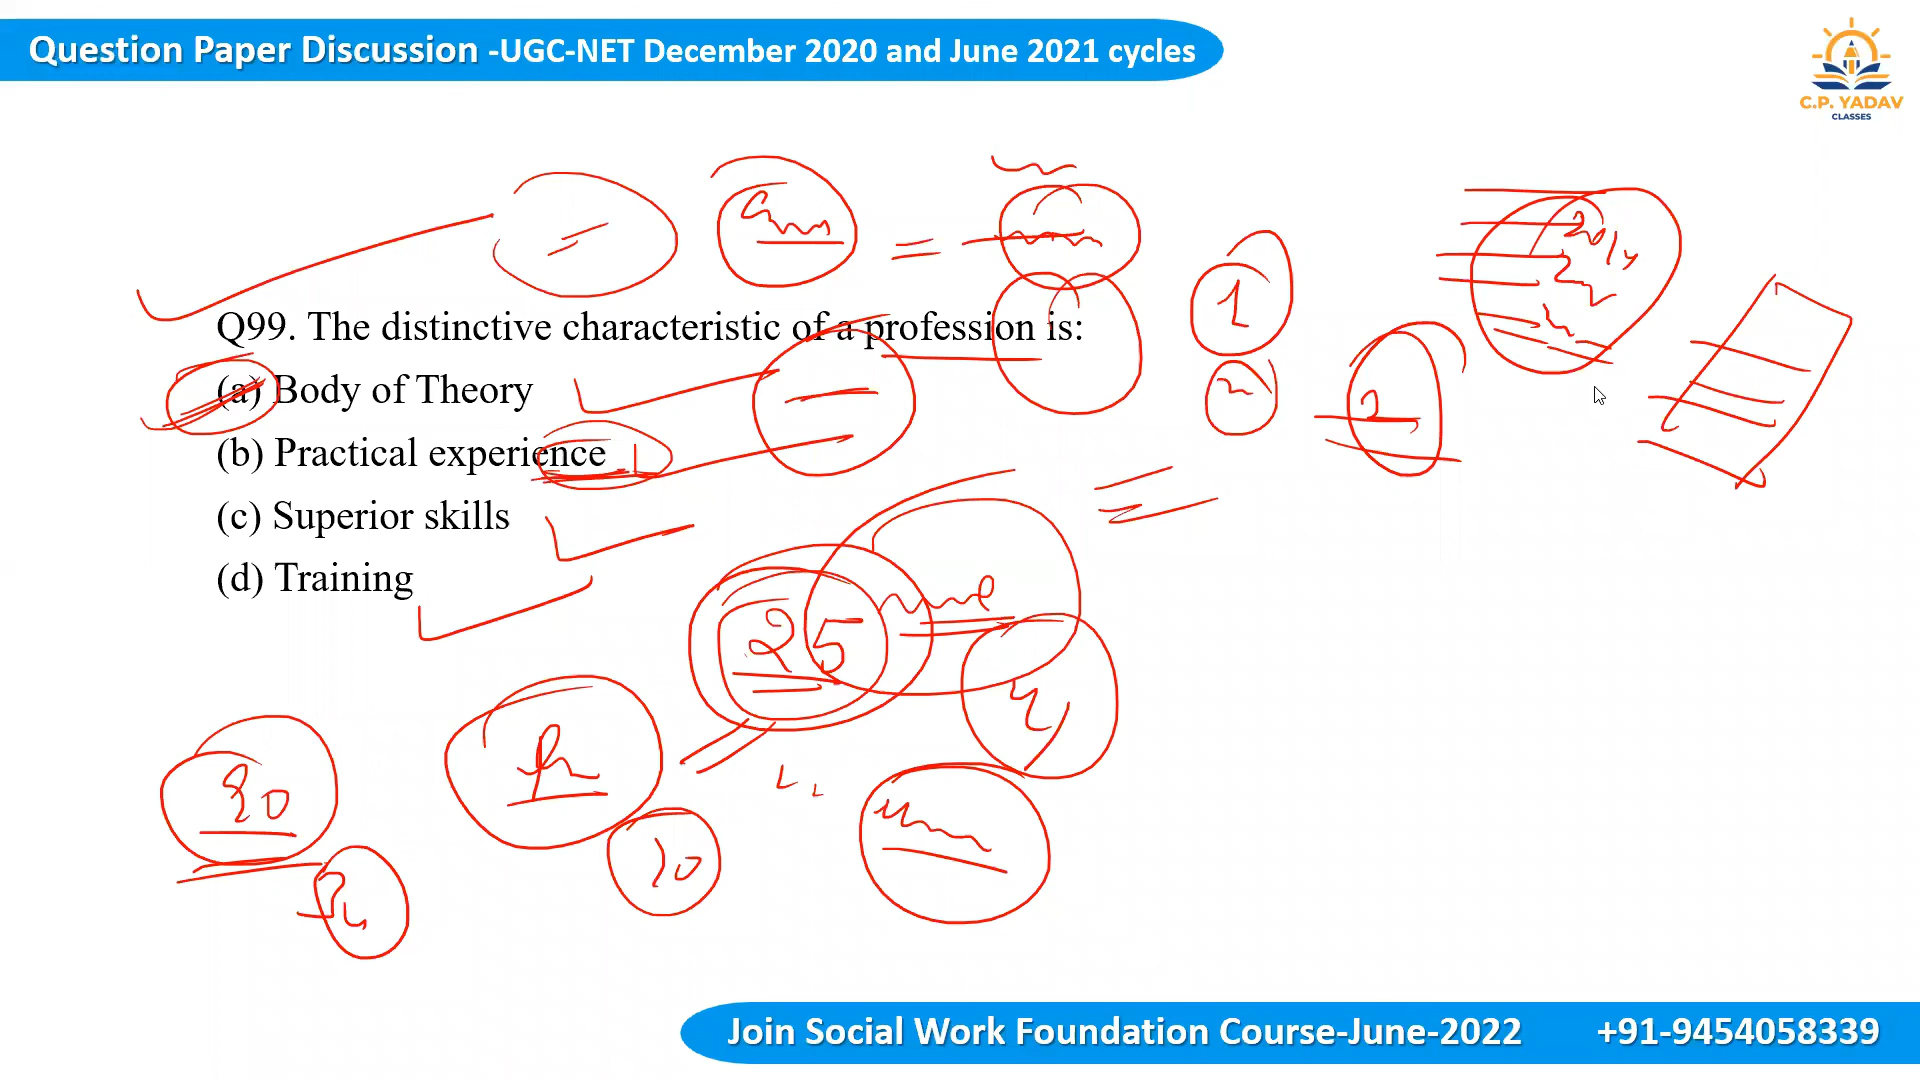 Question Paper Discussion -UGC-NET December 2020 and June 2021 cycles
C.P. YADAV
CLASSES
Q99. The distinctive characteristic of a profession is:
(a) Body of Theory
(b) Practical experience
(c) Superior skills
(d) Training
1
2
25
10
Join Social Work Foundation Course-June-2022 +91-9454058339